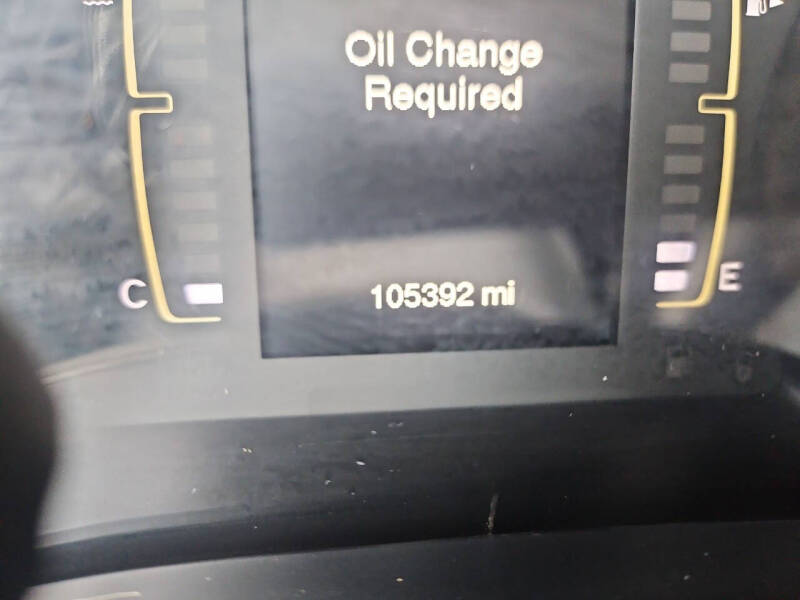 Oil Change
Required
105392 mi
C
E